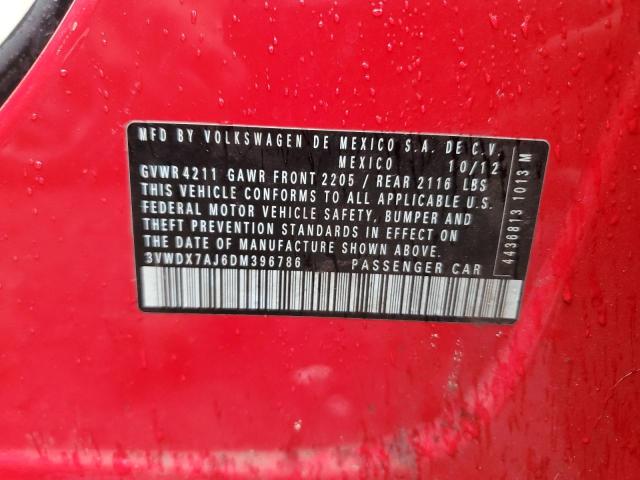 MFD BY VOLKSWAGEN DE MEXICO S.A. DE C.V.
MEXICO 10/12
GVWR 4211 GAWR FRONT 2205 / REAR 2116 LBS
THIS VEHICLE CONFORMS TO ALL APPLICABLE U.S.
FEDERAL MOTOR VEHICLE SAFETY, BUMPER AND
THEFT PREVENTION STANDARDS IN EFFECT ON THE
DATE OF MANUFACTURE SHOWN ABOVE.
3VWDX7AJ6DM396786 PASSENGER CAR
4436813 1013 M